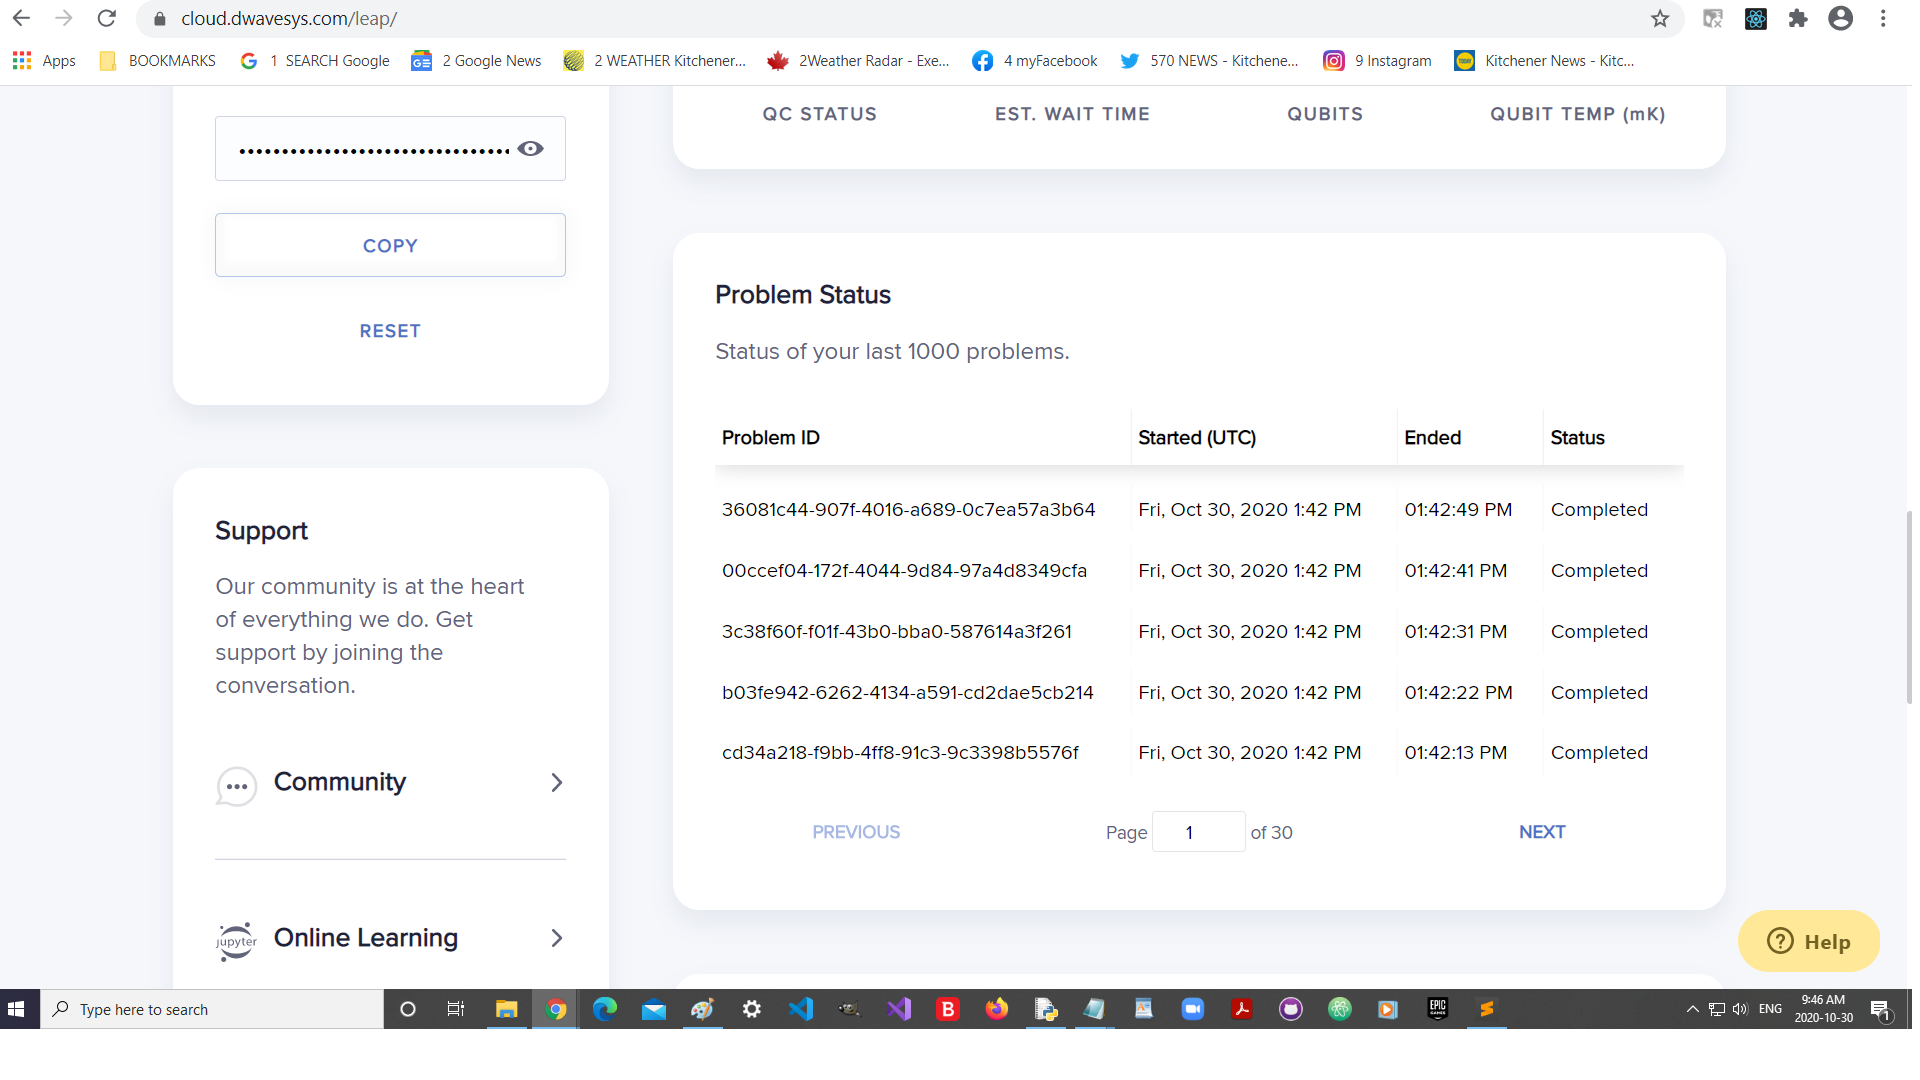 cloud.dwavesys.com/leap/
Apps BOOKMARKS 1 SEARCH Google 2 Google News 2 WEATHER Kitchener... 2Weather Radar - Exe... 4 myFacebook 570 NEWS - Kitchene... 9 Instagram Kitchener News - Kitc...
QC STATUS EST. WAIT TIME QUBITS QUBIT TEMP (mK)
COPY
RESET
Problem Status
Status of your last 1000 problems.
Problem ID Started (UTC) Ended Status
36081c44-907f-4016-a689-0c7ea57a3b64 Fri, Oct 30, 2020 1:42 PM 01:42:49 PM Completed
00ccef04-172f-4044-9d84-97a4d8349cfa Fri, Oct 30, 2020 1:42 PM 01:42:41 PM Completed
3c38f60f-f01f-43b0-bba0-587614a3f261 Fri, Oct 30, 2020 1:42 PM 01:42:31 PM Completed
b03fe942-6262-4134-a591-cd2dae5cb214 Fri, Oct 30, 2020 1:42 PM 01:42:22 PM Completed
cd34a218-f9bb-4ff8-91c3-9c3398b5576f Fri, Oct 30, 2020 1:42 PM 01:42:13 PM Completed
PREVIOUS Page 1 of 30 NEXT
Support
Our community is at the heart
of everything we do. Get
support by joining the
conversation.
Community
jupyter Online Learning
Help
Type here to search
EPIC GAMES
ENG
9:46 AM
2020-10-30
1